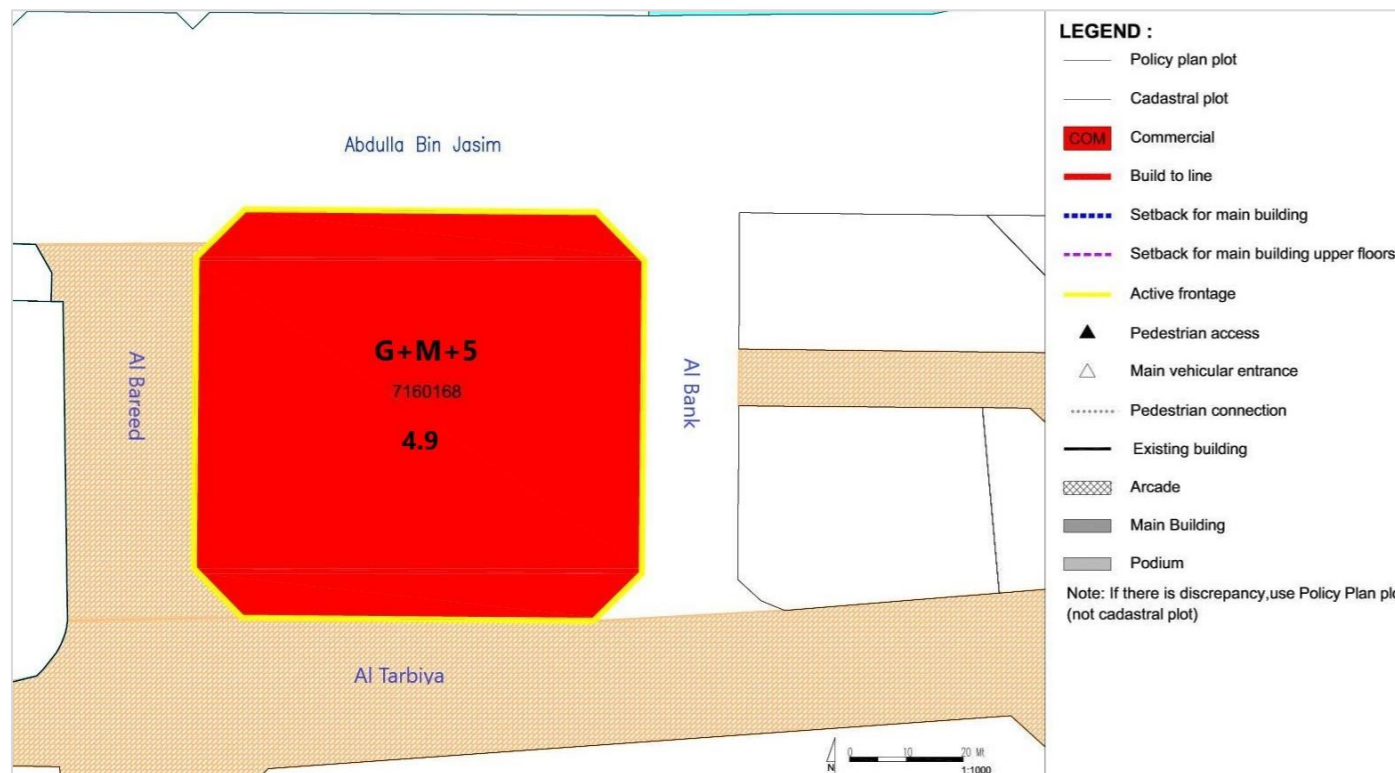 Abdulla Bin Jasim
Al Bareed
G+M+5
7160168
4.9
Al Bank
Al Tarbiya
N
0 10 20 Mt
1:1000
LEGEND :
Policy plan plot
Cadastral plot
COM Commercial
Build to line
Setback for main building
Setback for main building upper floors
Active frontage
Pedestrian access
Main vehicular entrance
Pedestrian connection
Existing building
Arcade
Main Building
Podium
Note: If there is discrepancy,use Policy Plan plo
(not cadastral plot)